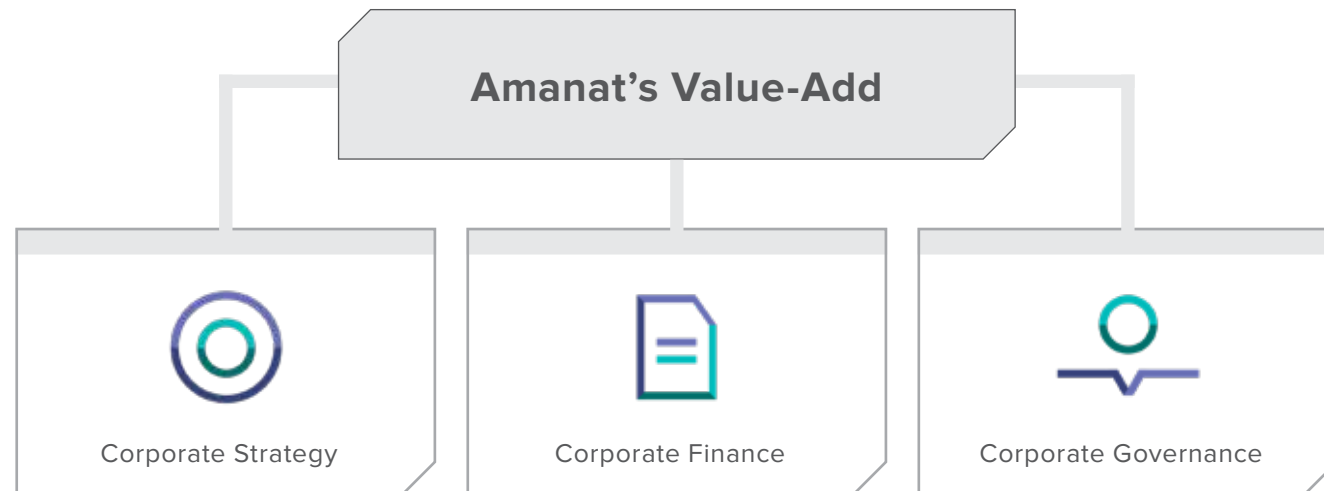 Amanat’s Value-Add
Corporate Strategy
Corporate Finance
Corporate Governance